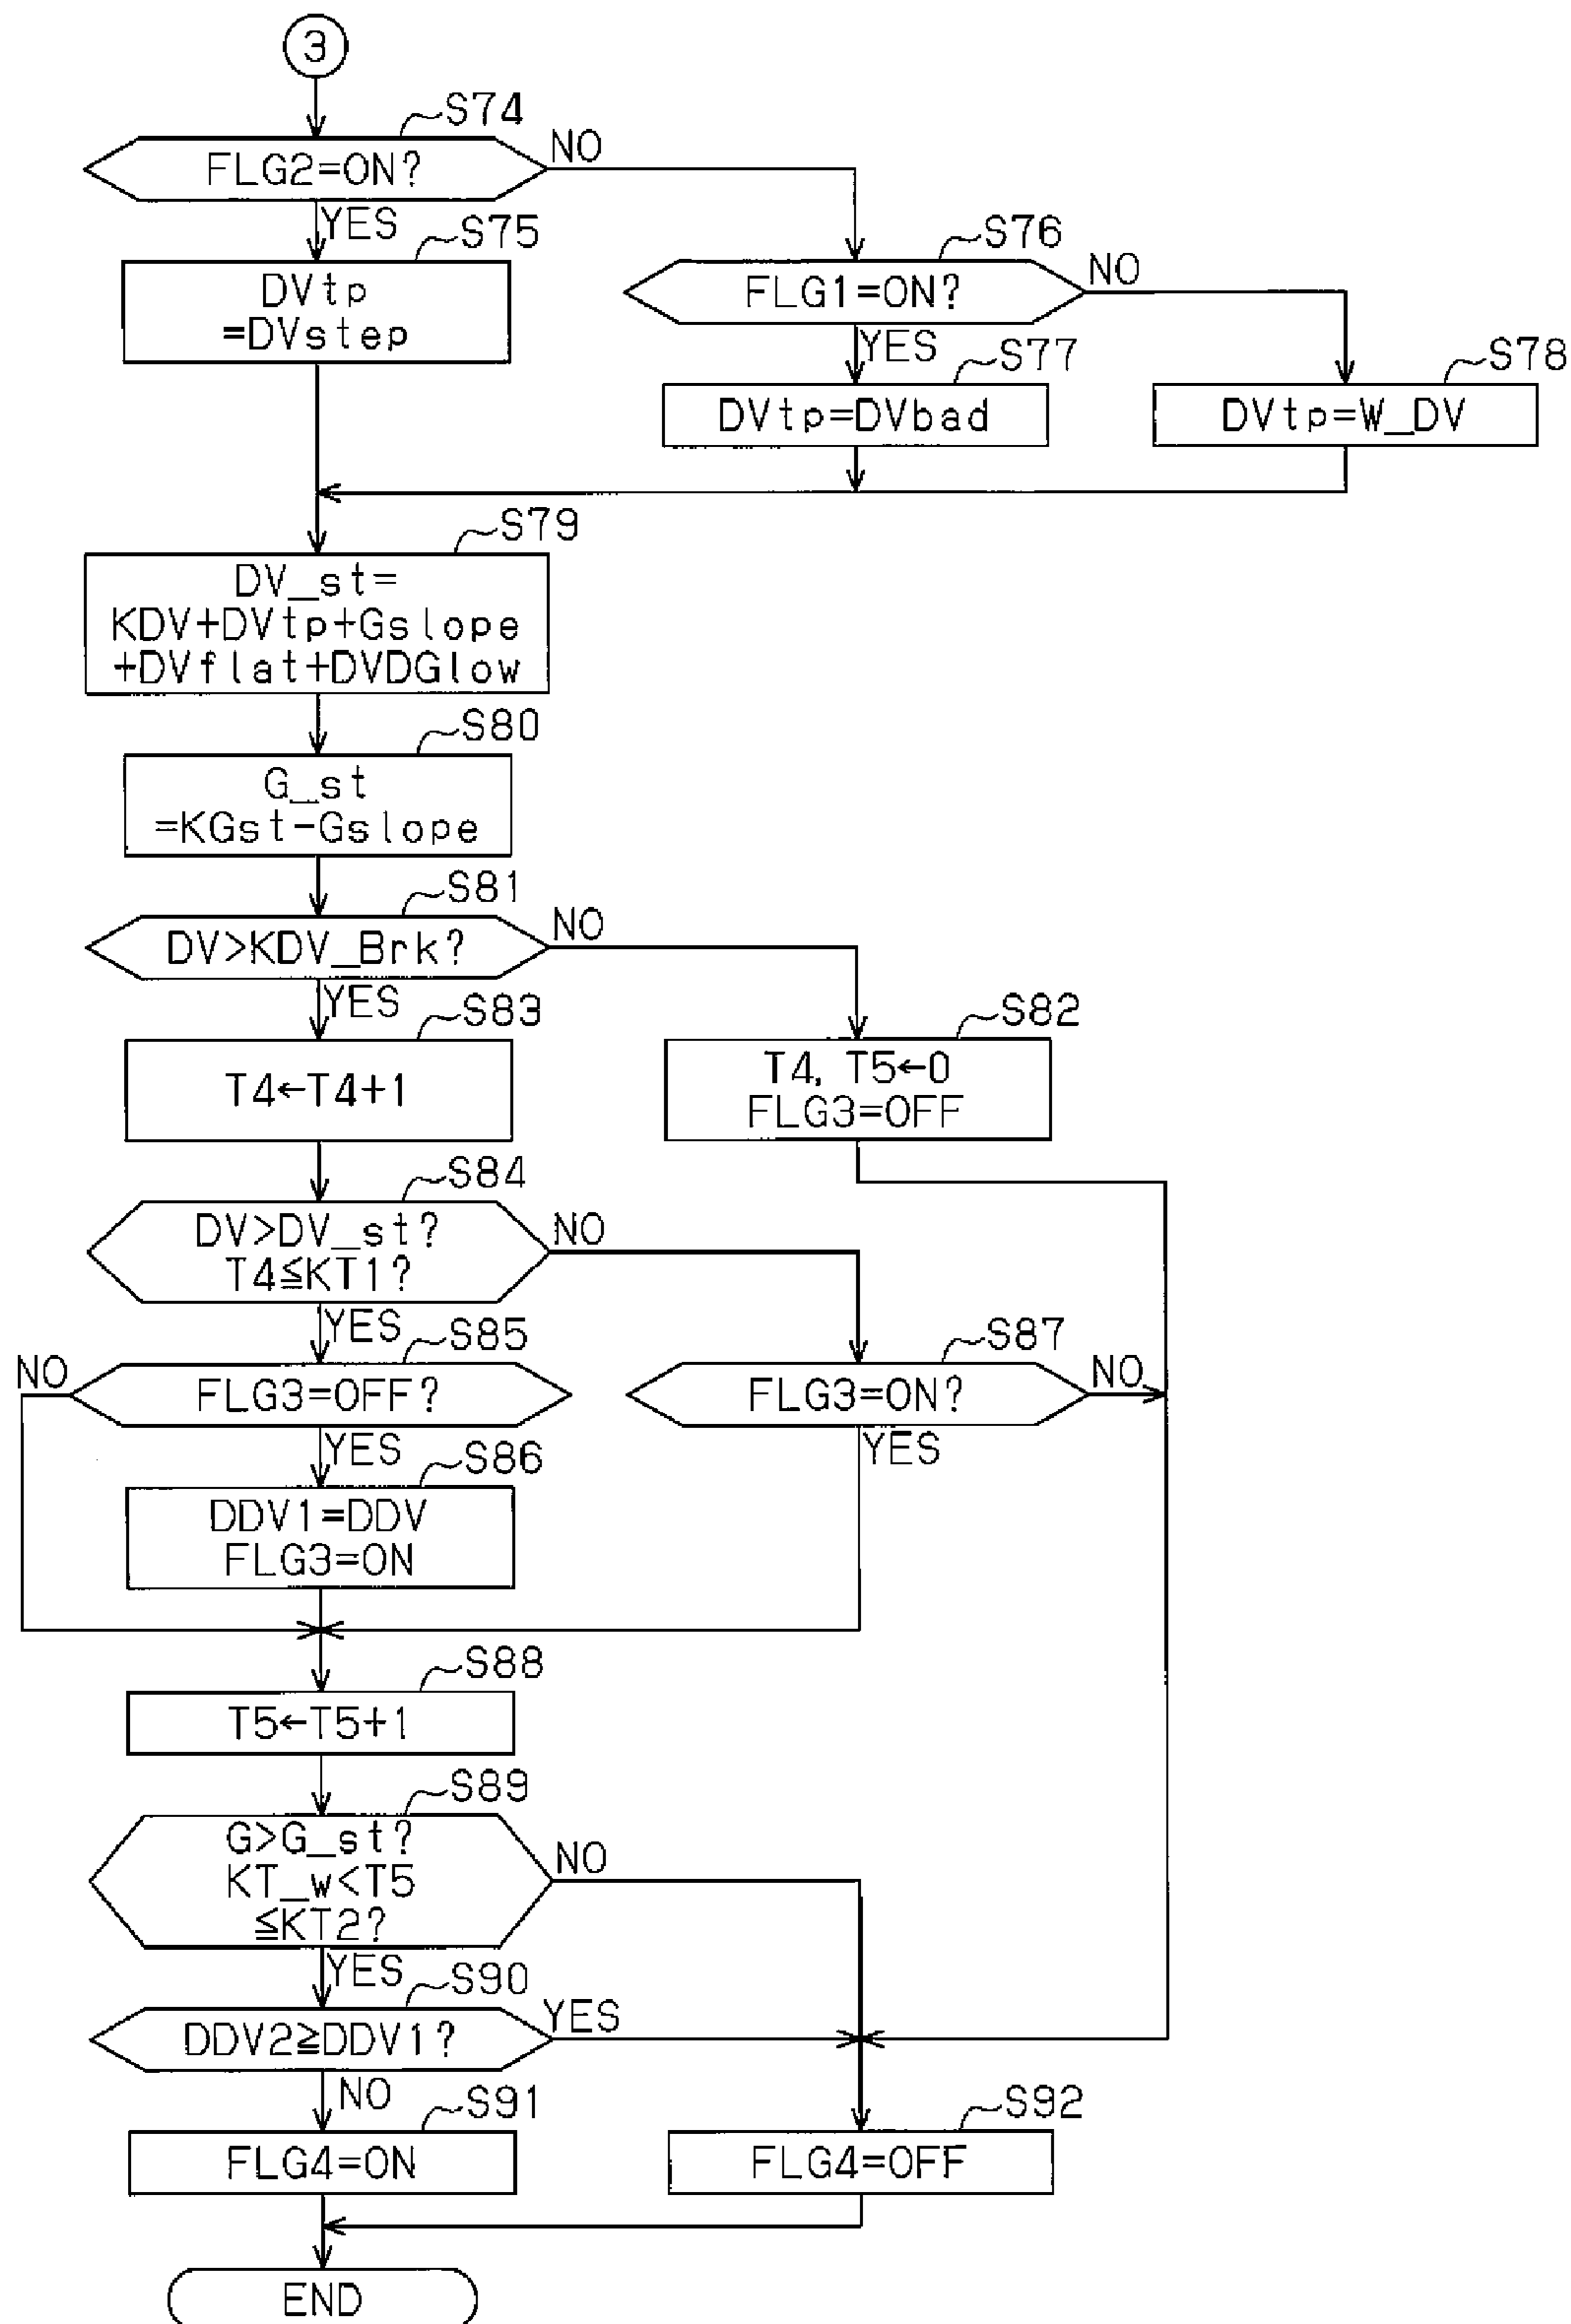 3
S74
FLG2=ON?
NO
YES
S75
DVtp
=DVstep
S76
FLG1=ON?
NO
YES
S77
DVtp=DVbad
S78
DVtp=W_DV
S79
DV_st=
KDV+DVtp+Gslope
+DVflat+DVDGlow
S80
G_st
=KGst-Gslope
S81
DV>KDV_Brk?
NO
YES
S83
T4←T4+1
S82
T4, T5←0
FLG3=OFF
S84
DV>DV_st?
T4≦KT1?
NO
YES
S85
NO
FLG3=OFF?
YES
S87
FLG3=ON?
NO
YES
S86
DDV1=DDV
FLG3=ON
S88
T5←T5+1
S89
G>G_st?
KT_w<T5
≦KT2?
NO
YES
S90
DDV2≧DDV1?
YES
NO
S91
FLG4=ON
S92
FLG4=OFF
END